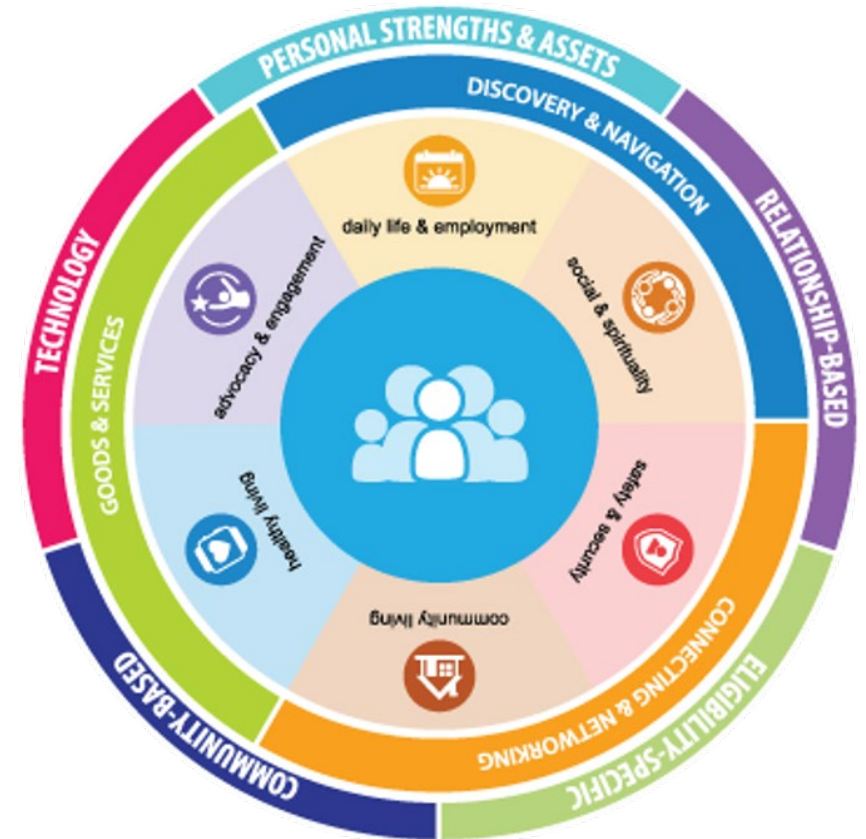 PERSONAL STRENGTHS & ASSETS
RELATIONSHIP-BASED
ELIGIBILITY-SPECIFIC
COMMUNITY-BASED
TECHNOLOGY
DISCOVERY & NAVIGATION
CONNECTING & NETWORKING
GOODS & SERVICES
daily life & employment
social & spirituality
safety & security
community living
healthy living
advocacy & engagement